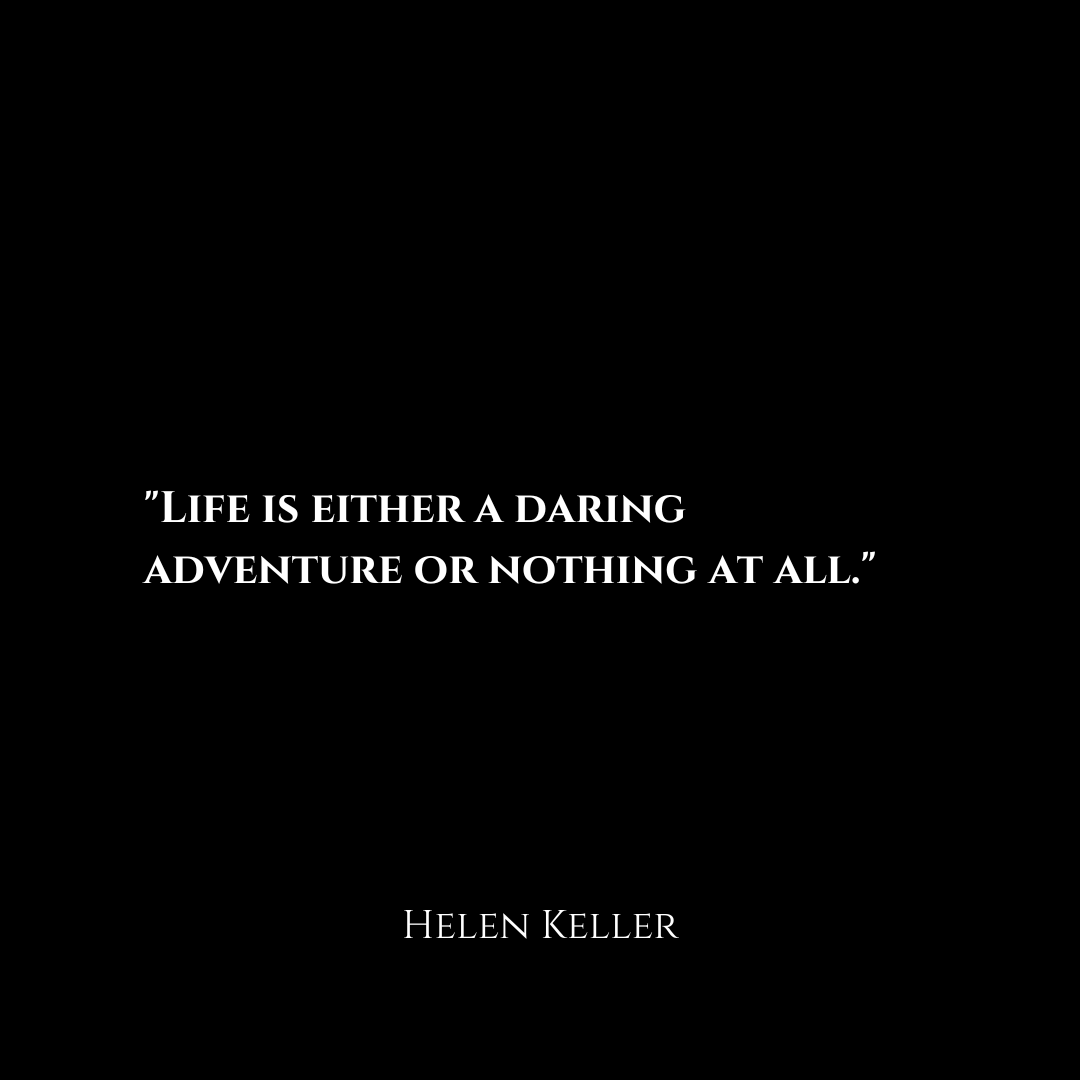 "Life is either a daring
adventure or nothing at all."
Helen Keller